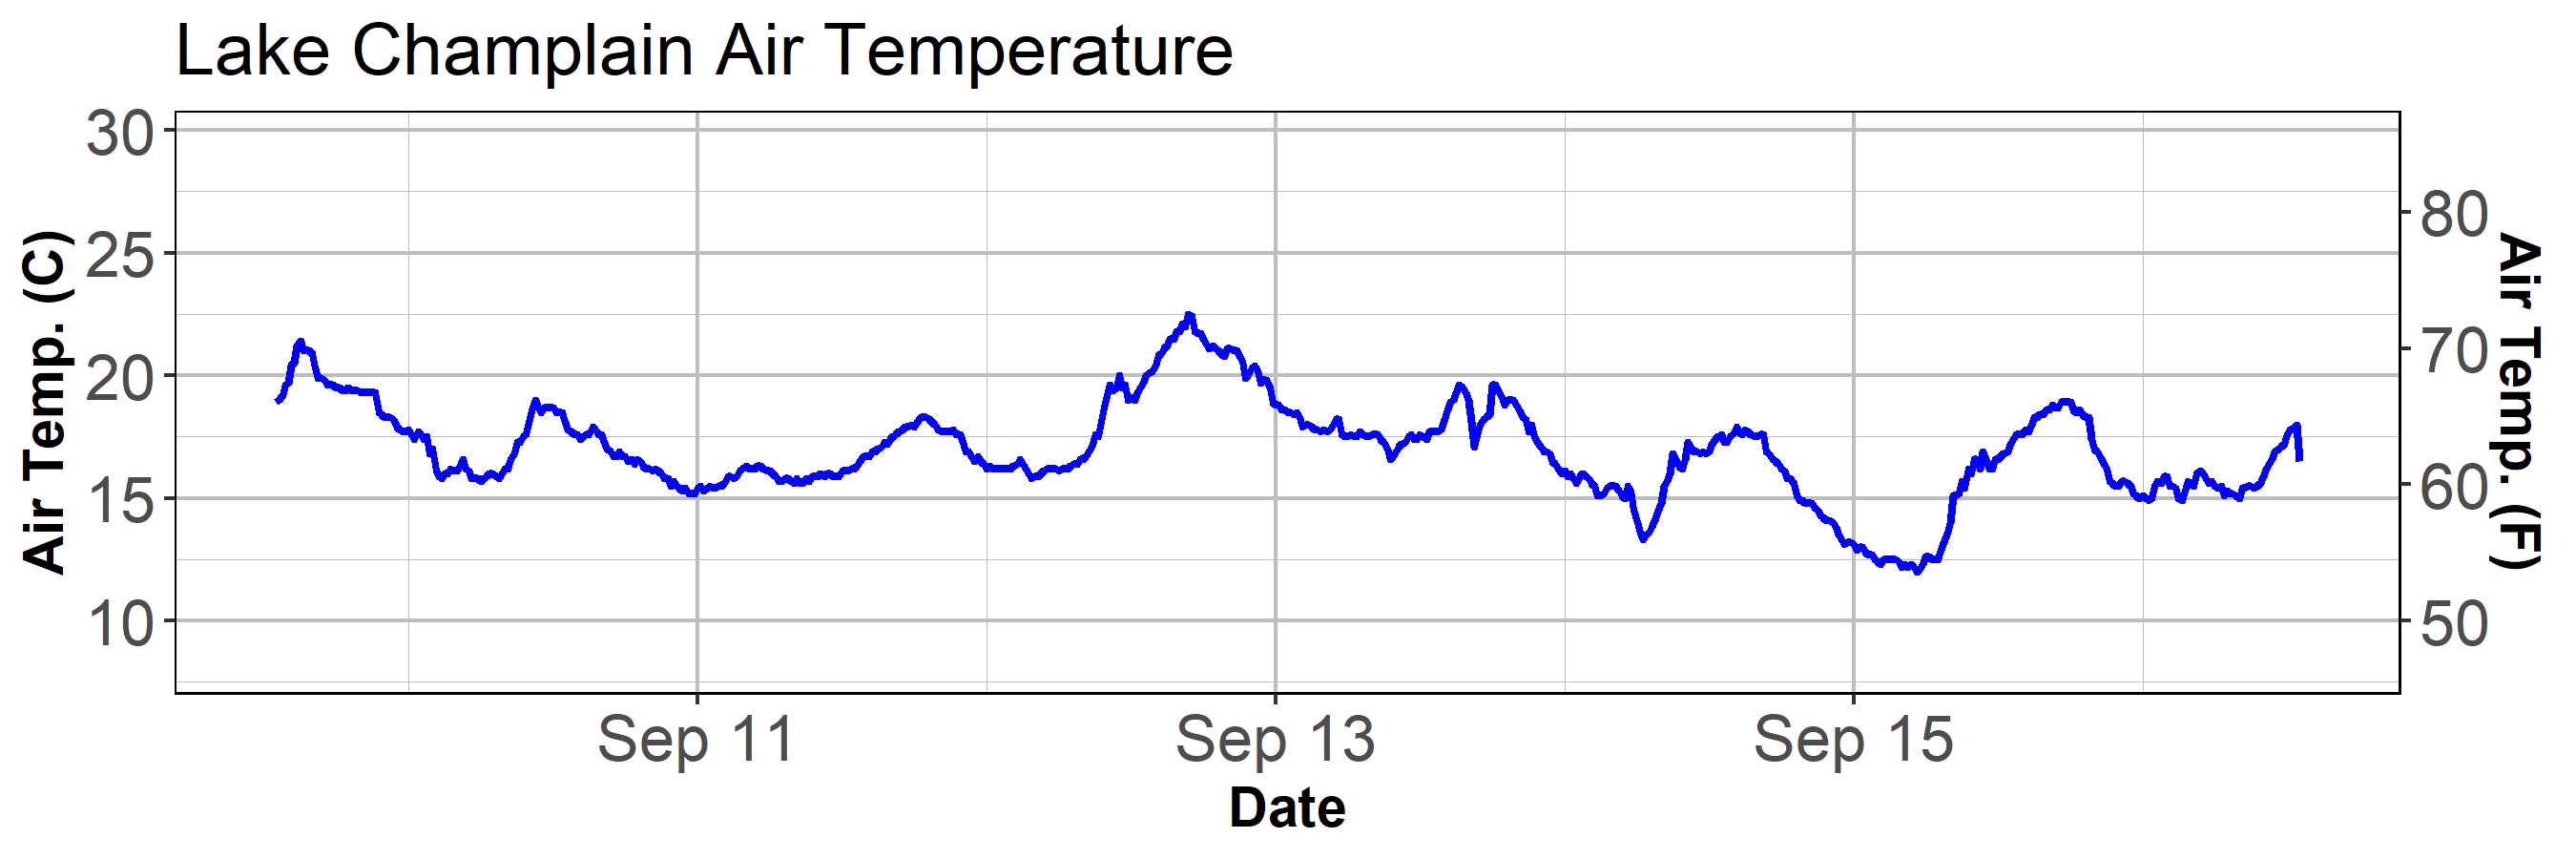 Lake Champlain Air Temperature
Air Temp. (C)
30
25
20
15
10
80
70
60
50
Air Temp. (F)
Sep 11
Sep 13
Sep 15
Date